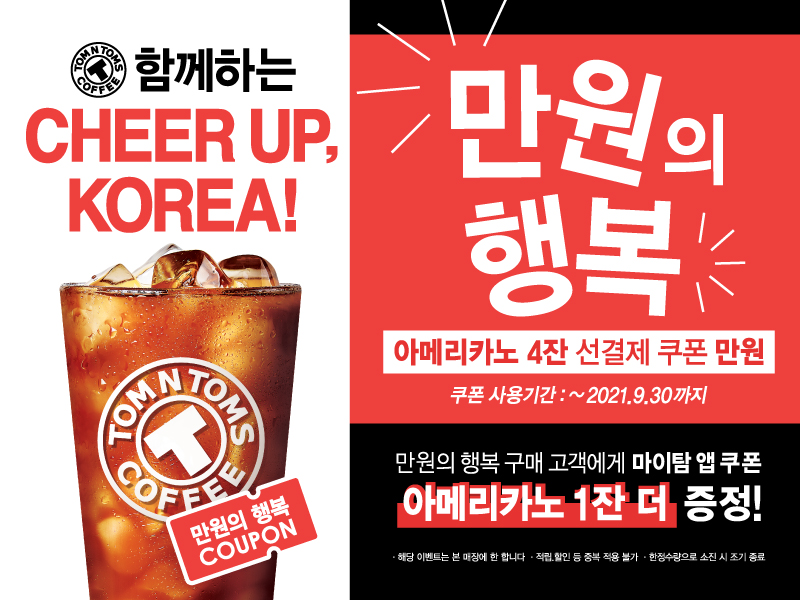 TOM N TOMS COFFEE
함께하는
CHEER UP,
KOREA!
TOM N TOMS
COFFEE
만원의 행복
COUPON
만원의
행복
아메리카노 4잔 선결제 쿠폰 만원
쿠폰 사용기간 : ~ 2021.9.30까지
만원의 행복 구매 고객에게 마이탐 앱 쿠폰
아메리카노 1잔 더 증정!
· 해당 이벤트는 본 매장에 한 합니다 · 적립,할인 등 중복 적용 불가 · 한정수량으로 소진 시 조기 종료